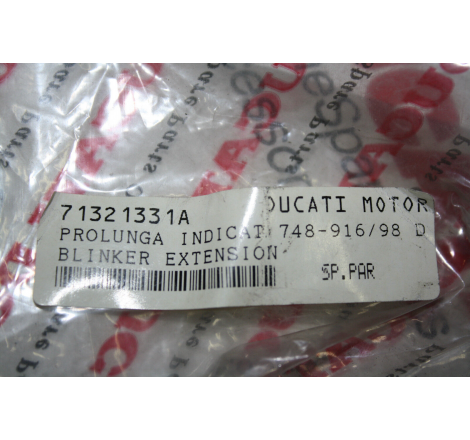 71321331A DUCATI MOTOR
PROLUNGA INDICAT 748-916/98 D
BLINKER EXTENSION
SP.PAR